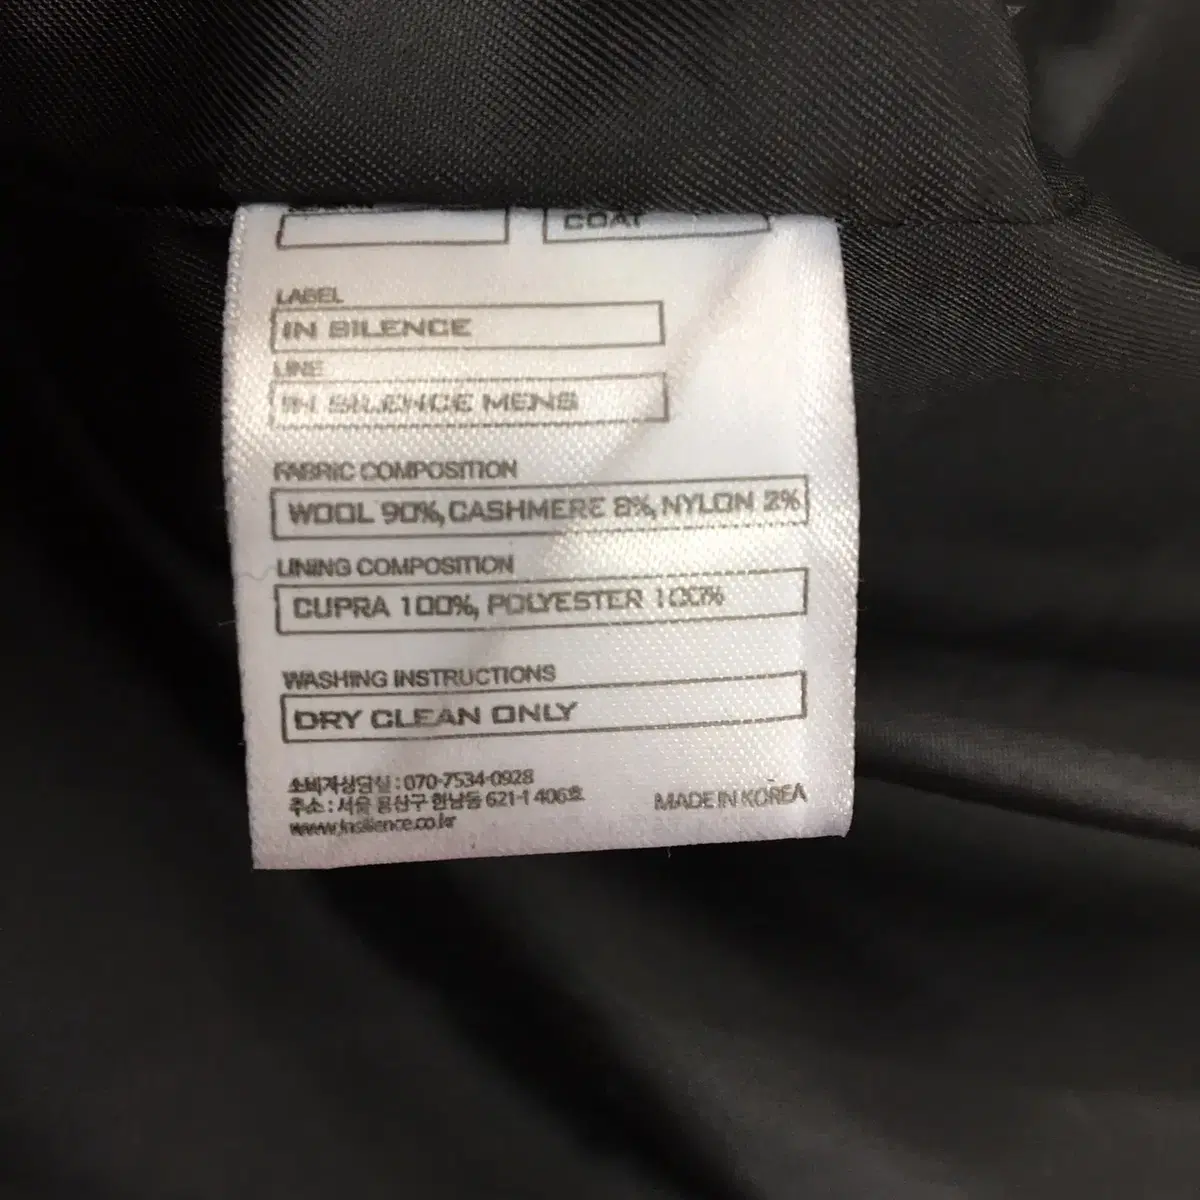 COAT
LABEL
IN SILENCE
LINE
IN SILENCE MENS
FABRIC COMPOSITION
WOOL 90%, CASHMERE 8%, NYLON 2%
LINING COMPOSITION
CUPRA 100%, POLYESTER 100%
WASHING INSTRUCTIONS
DRY CLEAN ONLY
소비자상담실 : 070-7534-0928
주소 : 서울 용산구 한남동 621-1 406호
www.insilence.co.kr
MADE IN KOREA